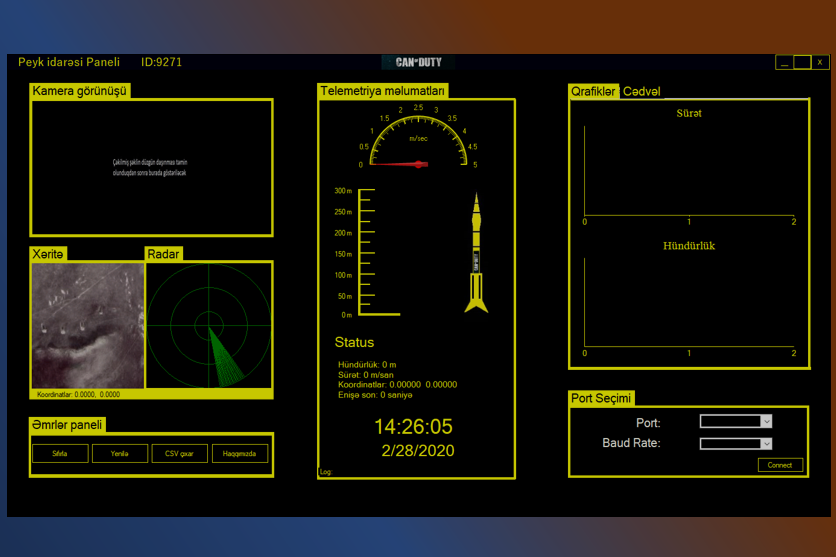 Peyk idarəsi Paneli ID:9271
CAN-DUTY
_ x
Kamera görünüşü
Çəkilmiş şəklin düzgün daşınması təmin
olunduqdan sonra burada göstəriləcək
Xəritə
Radar
Koordinatlar: 0.0000, 0.0000
Əmrlər paneli
Sıfırla
Yenilə
CSV çıxar
Haqqımızda
Telemetriya məlumatları
0 0.5 1 1.5 2 2.5 3 3.5 4 4.5 5
m/sec
300 m
250 m
200 m
150 m
100 m
50 m
0 m
CAN-DUTY
Status
Hündürlük: 0 m
Sürət: 0 m/san
Koordinatlar: 0.00000 0.00000
Enişə son: 0 saniyə
14:26:05
2/28/2020
Log:
Qrafiklər Cədvəl
Sürət
0 1 2
Hündürlük
0 1 2
Port Seçimi
Port:
Baud Rate:
Connect